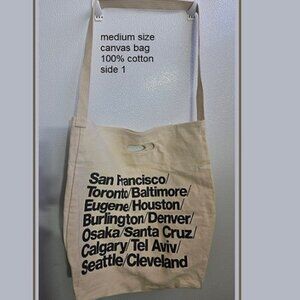 medium size
canvas bag
100% cotton
side 1
San Francisco/
Toronto/Baltimore/
Eugene/Houston/
Burlington/Denver/
Osaka/Santa Cruz/
Calgary/Tel Aviv/
Seattle/Cleveland